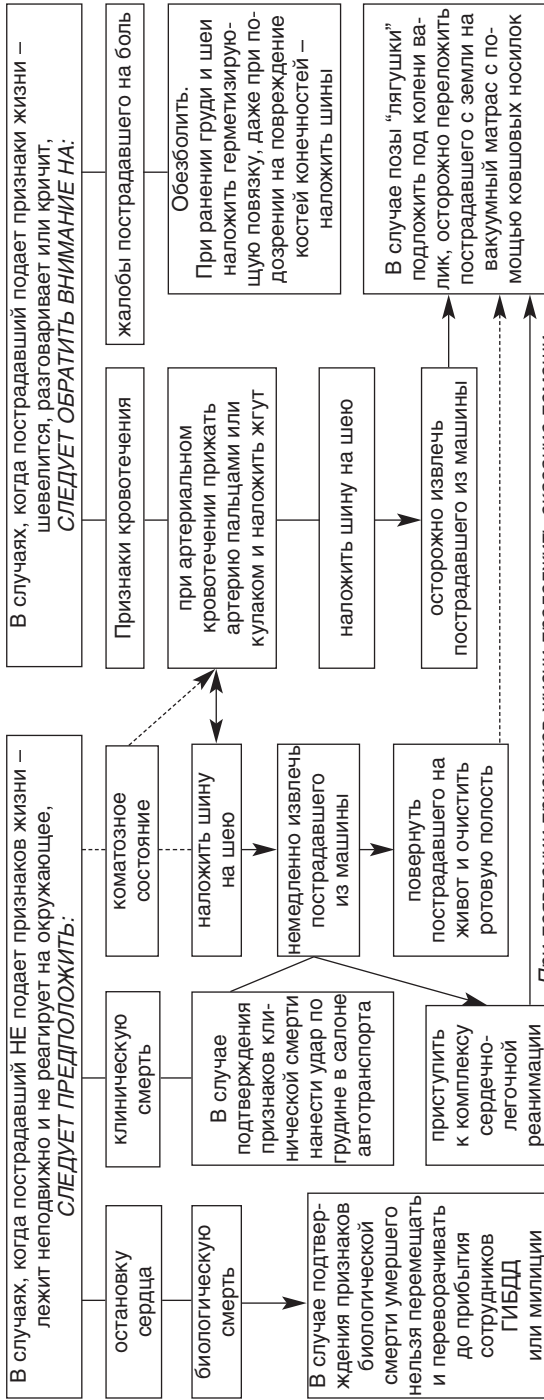 В случаях, когда пострадавший НЕ подает признаков жизни –
лежит неподвижно и не реагирует на окружающее,
СЛЕДУЕТ ПРЕДПОЛОЖИТЬ:
остановку
сердца
биологическую
смерть
В случае подтвер-
ждения признаков
биологической
смерти умершего
нельзя перемещать
и переворачивать
до прибытия
сотрудников
ГИБДД
или милиции
клиническую
смерть
В случае
подтверждения
признаков кли-
нической смерти
нанести удар по
грудине в салоне
автотранспорта
приступить
к комплексу
сердечно-
легочной
реанимации
коматозное
состояние
наложить шину
на шею
немедленно извлечь
пострадавшего
из машины
повернуть
пострадавшего на
живот и очистить
ротовую полость
В случаях, когда пострадавший подает признаки жизни –
шевелится, разговаривает или кричит,
СЛЕДУЕТ ОБРАТИТЬ ВНИМАНИЕ НА:
Признаки кровотечения
при артериальном
кровотечении прижать
артерию пальцами или
кулаком и наложить жгут
наложить шину на шею
осторожно извлечь
пострадавшего из машины
жалобы пострадавшего на боль
Обезболить.
При ранении груди и шеи
наложить герметизирую-
щую повязку, даже при по-
дозрении на повреждение
костей конечностей –
наложить шины
В случае позы "лягушки"
подложить под колени ва-
лик, осторожно переложить
пострадавшего с земли на
вакуумный матрас с по-
мощью ковшовых носилок